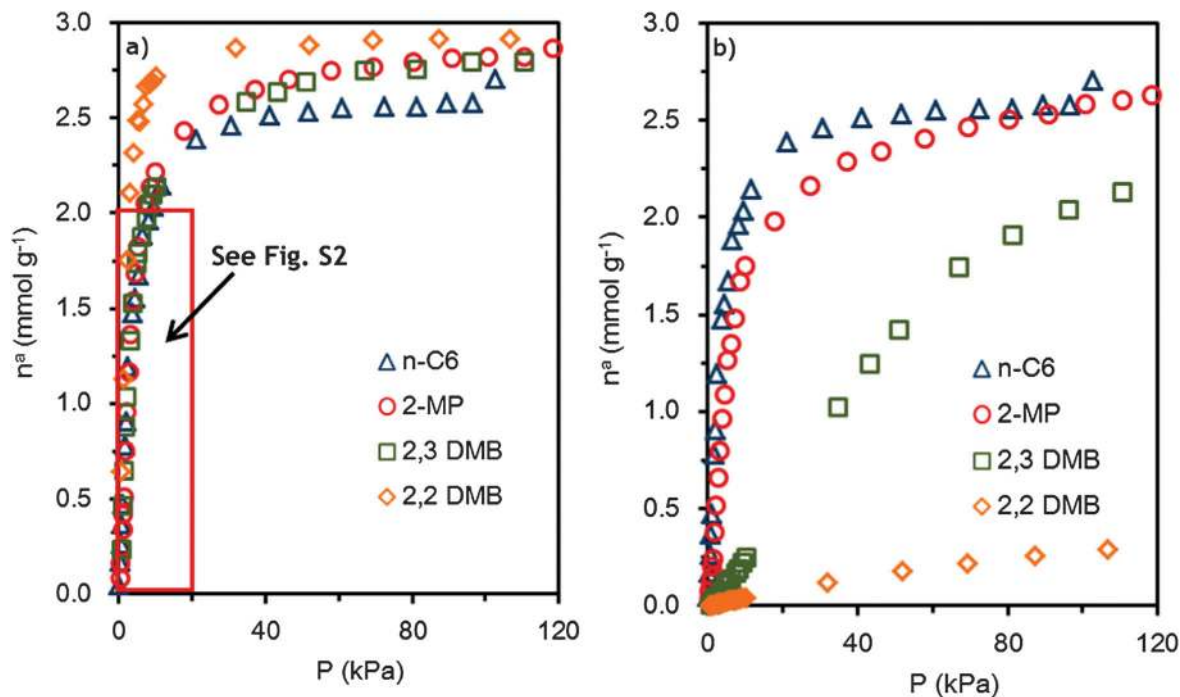 a)
3.0
2.5
2.0
1.5
1.0
0.5
0.0
nᵃ (mmol g⁻¹)
See Fig. S2
n-C6
2-MP
2,3 DMB
2,2 DMB
0
40
80
120
P (kPa)
b)
3.0
2.5
2.0
1.5
1.0
0.5
0.0
nᵃ (mmol g⁻¹)
n-C6
2-MP
2,3 DMB
2,2 DMB
0
40
80
120
P (kPa)